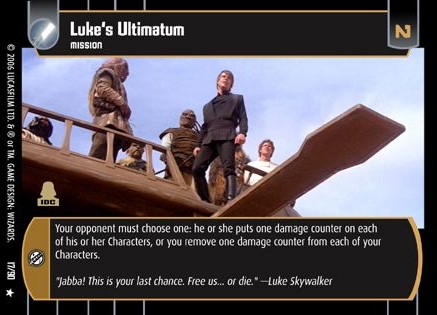 Luke's Ultimatum
MISSION
N
© 2006 LUCASFILM LTD. & ® or TM. GAME DESIGN: WIZARDS.
17/90
IDC
Your opponent must choose one: he or she puts one damage counter on each
of his or her Characters, or you remove one damage counter from each of your
Characters.
"Jabba! This is your last chance. Free us... or die." —Luke Skywalker